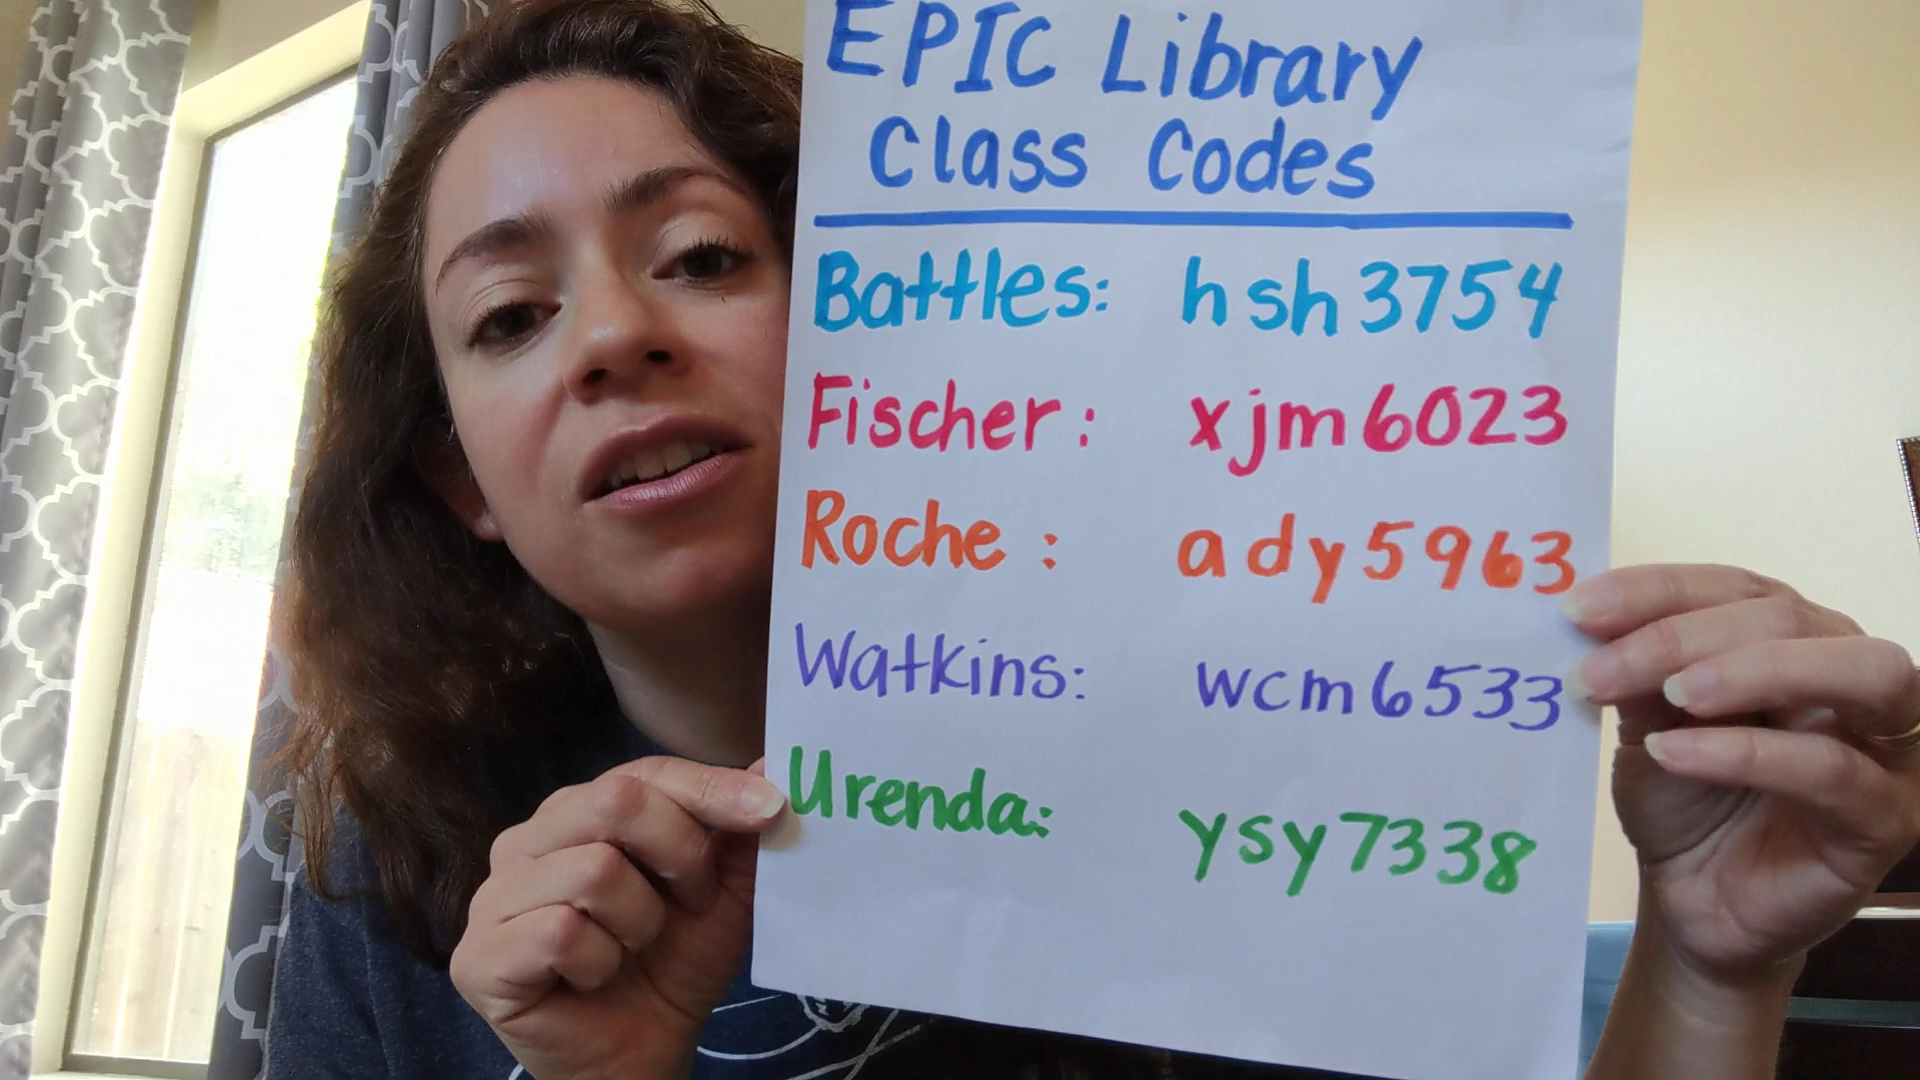 EPIC Library
Class Codes
Battles: hsh3754
Fischer: xjm6023
Roche: ady5963
Watkins: wcm6533
Urenda: ysy7338